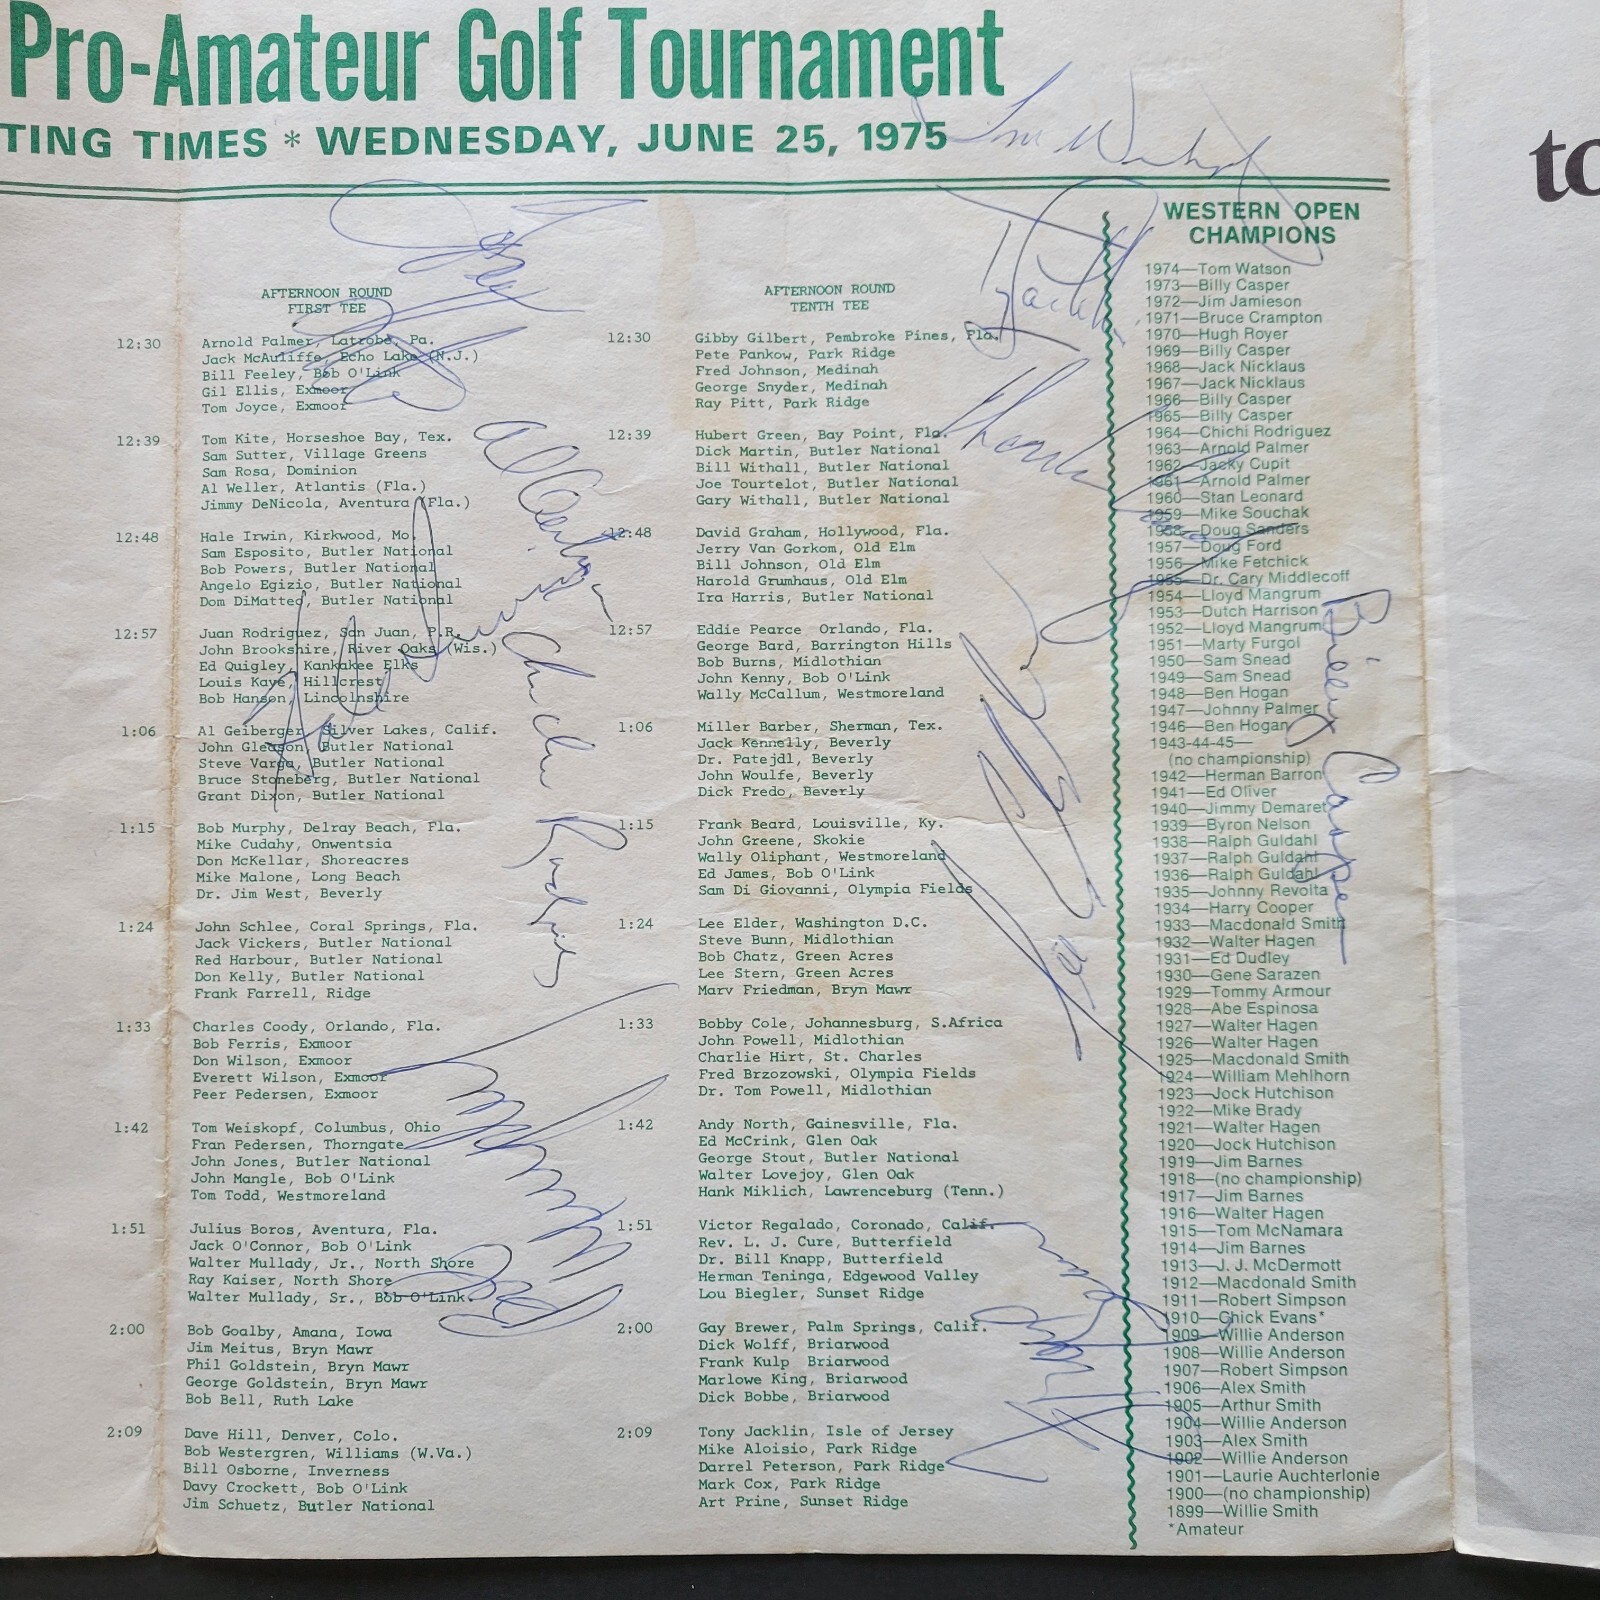 Pro-Amateur Golf Tournament
TING TIMES * WEDNESDAY, JUNE 25, 1975
AFTERNOON ROUND
FIRST TEE
12:30
Arnold Palmer, Latrobe, Pa.
Jack McAuliffe, Echo Lake (N.J.)
Bill Feeley, Bob O'Link
Gil Ellis, Exmoor
Tom Joyce, Exmoor
12:39
Tom Kite, Horseshoe Bay, Tex.
Sam Sutter, Village Greens
Sam Rosa, Dominion
Al Weller, Atlantis (Fla.)
Jimmy DeNicola, Aventura (Fla.)
12:48
Hale Irwin, Kirkwood, Mo.
Sam Esposito, Butler National
Bob Powers, Butler National
Angelo Egizio, Butler National
Dom DiMatteo, Butler National
12:57
Juan Rodriguez, San Juan, P.R.
John Brookshire, River Oaks (Wis.)
Ed Quigley, Kankakee Elks
Louis Kaye, Hillcrest
Bob Hanson, Lincolnshire
1:06
Al Geiberger, Silver Lakes, Calif.
John Gleason, Butler National
Steve Varga, Butler National
Bruce Stoneberg, Butler National
Grant Dixon, Butler National
1:15
Bob Murphy, Delray Beach, Fla.
Mike Cudahy, Onwentsia
Don McKellar, Shoreacres
Mike Malone, Long Beach
Dr. Jim West, Beverly
1:24
John Schlee, Coral Springs, Fla.
Jack Vickers, Butler National
Red Harbour, Butler National
Don Kelly, Butler National
Frank Farrell, Ridge
1:33
Charles Coody, Orlando, Fla.
Bob Ferris, Exmoor
Don Wilson, Exmoor
Everett Wilson, Exmoor
Peer Pedersen, Exmoor
1:42
Tom Weiskopf, Columbus, Ohio
Fran Pedersen, Thorngate
John Jones, Butler National
John Mangle, Bob O'Link
Tom Todd, Westmoreland
1:51
Julius Boros, Aventura, Fla.
Jack O'Connor, Bob O'Link
Walter Mullady, Jr., North Shore
Ray Kaiser, North Shore
Walter Mullady, Sr., Bob O'Link.
2:00
Bob Goalby, Amana, Iowa
Jim Meitus, Bryn Mawr
Phil Goldstein, Bryn Mawr
George Goldstein, Bryn Mawr
Bob Bell, Ruth Lake
2:09
Dave Hill, Denver, Colo.
Bob Westergren, Williams (W.Va.)
Bill Osborne, Inverness
Davy Crockett, Bob O'Link
Jim Schuetz, Butler National
AFTERNOON ROUND
TENTH TEE
12:30
Gibby Gilbert, Pembroke Pines, Fla.
Pete Pankow, Park Ridge
Fred Johnson, Medinah
George Snyder, Medinah
Ray Pitt, Park Ridge
12:39
Hubert Green, Bay Point, Fla.
Dick Martin, Butler National
Bill Withall, Butler National
Joe Tourtelot, Butler National
Gary Withall, Butler National
12:48
David Graham, Hollywood, Fla.
Jerry Van Gorkom, Old Elm
Bill Johnson, Old Elm
Harold Grumhaus, Old Elm
Ira Harris, Butler National
12:57
Eddie Pearce Orlando, Fla.
George Bard, Barrington Hills
Bob Burns, Midlothian
John Kenny, Bob O'Link
Wally McCallum, Westmoreland
1:06
Miller Barber, Sherman, Tex.
Jack Kennelly, Beverly
Dr. Patejdl, Beverly
John Woulfe, Beverly
Dick Fredo, Beverly
1:15
Frank Beard, Louisville, Ky.
John Greene, Skokie
Wally Oliphant, Westmoreland
Ed James, Bob O'Link
Sam Di Giovanni, Olympia Fields
1:24
Lee Elder, Washington D.C.
Steve Bunn, Midlothian
Bob Chatz, Green Acres
Lee Stern, Green Acres
Marv Friedman, Bryn Mawr
1:33
Bobby Cole, Johannesburg, S.Africa
John Powell, Midlothian
Charlie Hirt, St. Charles
Fred Brzozowski, Olympia Fields
Dr. Tom Powell, Midlothian
1:42
Andy North, Gainesville, Fla.
Ed McCrink, Glen Oak
George Stout, Butler National
Walter Lovejoy, Glen Oak
Hank Miklich, Lawrenceburg (Tenn.)
1:51
Victor Regalado, Coronado, Calif.
Rev. L. J. Cure, Butterfield
Dr. Bill Knapp, Butterfield
Herman Teninga, Edgewood Valley
Lou Biegler, Sunset Ridge
2:00
Gay Brewer, Palm Springs, Calif.
Dick Wolff, Briarwood
Frank Kulp Briarwood
Marlowe King, Briarwood
Dick Bobbe, Briarwood
2:09
Tony Jacklin, Isle of Jersey
Mike Aloisio, Park Ridge
Darrel Peterson, Park Ridge
Mark Cox, Park Ridge
Art Prine, Sunset Ridge
WESTERN OPEN
CHAMPIONS
1974—Tom Watson
1973—Billy Casper
1972—Jim Jamieson
1971—Bruce Crampton
1970—Hugh Royer
1969—Billy Casper
1968—Jack Nicklaus
1967—Jack Nicklaus
1966—Billy Casper
1965—Billy Casper
1964—Chichi Rodriguez
1963—Arnold Palmer
1962—Jacky Cupit
1961—Arnold Palmer
1960—Stan Leonard
1959—Mike Souchak
1958—Doug Sanders
1957—Doug Ford
1956—Mike Fetchick
1955—Dr. Cary Middlecoff
1954—Lloyd Mangrum
1953—Dutch Harrison
1952—Lloyd Mangrum
1951—Marty Furgol
1950—Sam Snead
1949—Sam Snead
1948—Ben Hogan
1947—Johnny Palmer
1946—Ben Hogan
1943-44-45—
(no championship)
1942—Herman Barron
1941—Ed Oliver
1940—Jimmy Demaret
1939—Byron Nelson
1938—Ralph Guldahl
1937—Ralph Guldahl
1936—Ralph Guldahl
1935—Johnny Revolta
1934—Harry Cooper
1933—Macdonald Smith
1932—Walter Hagen
1931—Ed Dudley
1930—Gene Sarazen
1929—Tommy Armour
1928—Abe Espinosa
1927—Walter Hagen
1926—Walter Hagen
1925—Macdonald Smith
1924—William Mehlhorn
1923—Jock Hutchison
1922—Mike Brady
1921—Walter Hagen
1920—Jock Hutchison
1919—Jim Barnes
1918—(no championship)
1917—Jim Barnes
1916—Walter Hagen
1915—Tom McNamara
1914—Jim Barnes
1913—J. J. McDermott
1912—Macdonald Smith
1911—Robert Simpson
1910—Chick Evans*
1909—Willie Anderson
1908—Willie Anderson
1907—Robert Simpson
1906—Alex Smith
1905—Arthur Smith
1904—Willie Anderson
1903—Alex Smith
1902—Willie Anderson
1901—Laurie Auchterlonie
1900—(no championship)
1899—Willie Smith
*Amateur
Al Geiberger
Hale Irwin
Chi Chi Rodriguez
Billy Casper
to